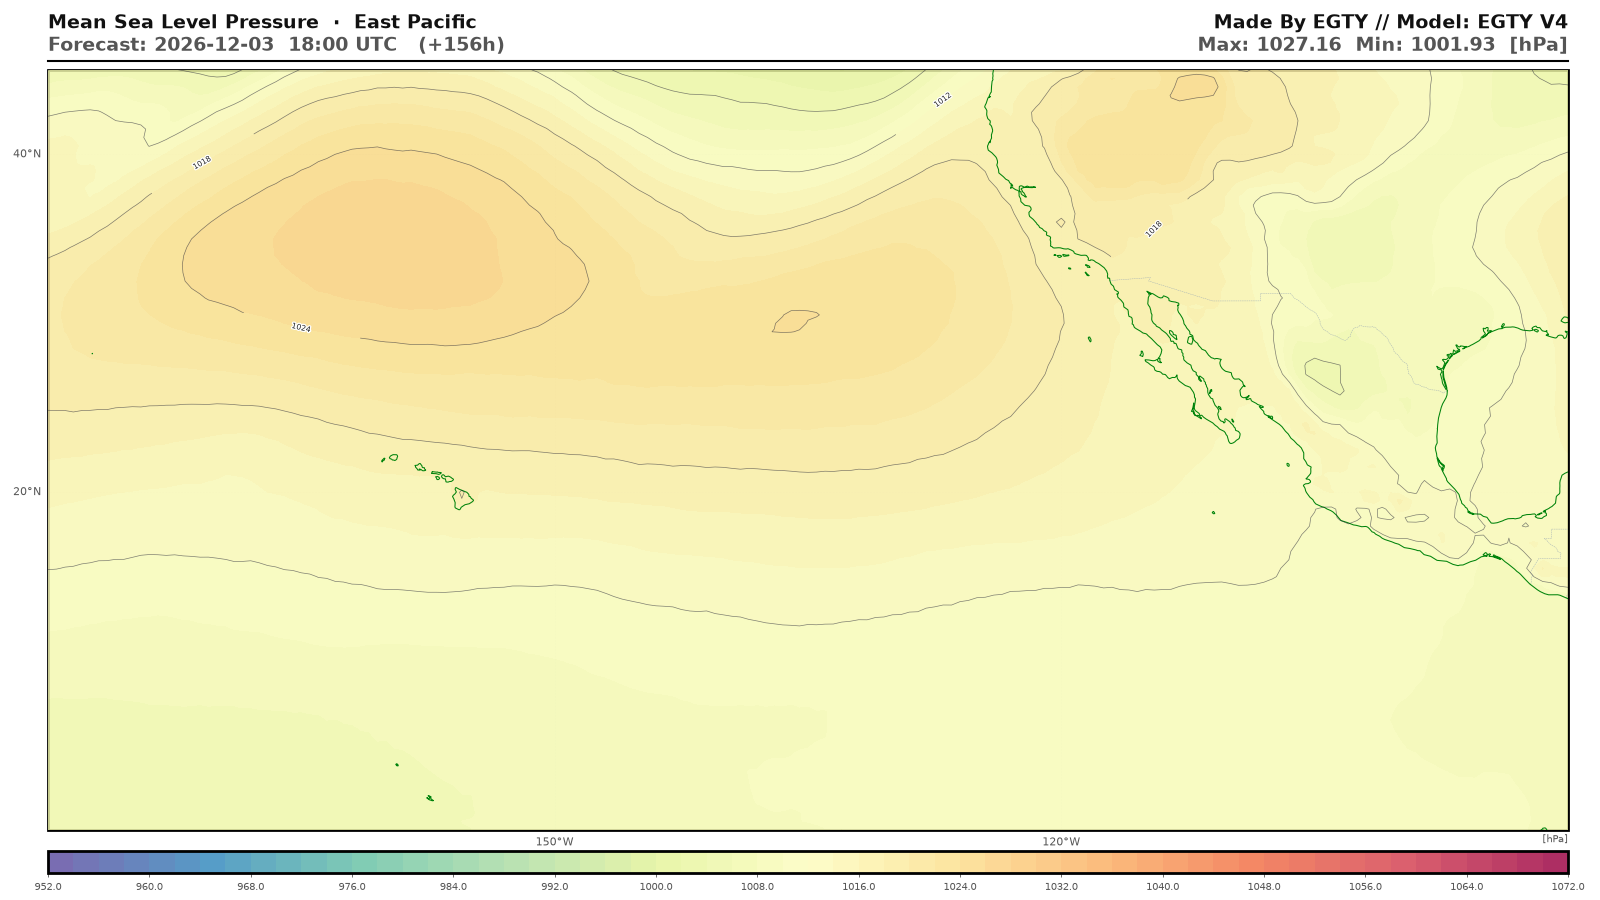 Mean Sea Level Pressure · East Pacific
Made By EGTY // Model: EGTY V4
Forecast: 2026-12-03 18:00 UTC (+156h)
Max: 1027.16 Min: 1001.93 [hPa]
1012
40°N
1018
1018
1024
20°N
150°W
120°W
[hPa]
952.0
960.0
968.0
976.0
984.0
992.0
1000.0
1008.0
1016.0
1024.0
1032.0
1040.0
1048.0
1056.0
1064.0
1072.0